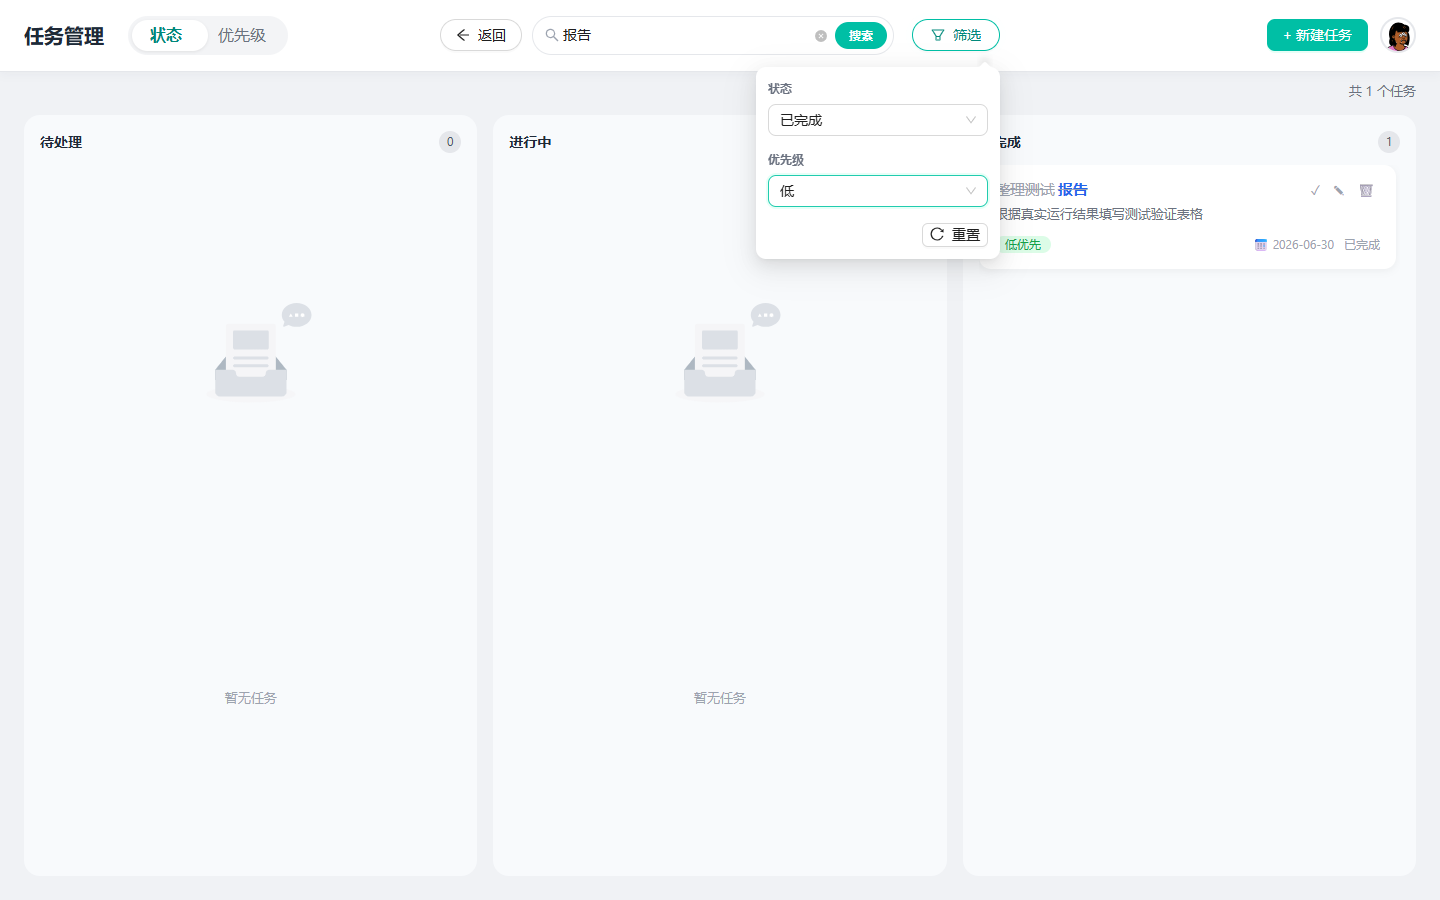 任务管理
状态
优先级
返回
报告
搜索
筛选
+ 新建任务
共 1 个任务
状态
已完成
优先级
低
重置
待处理
0
暂无任务
进行中
暂无任务
完成
1
整理测试 报告
根据真实运行结果填写测试验证表格
低优先
2026-06-30
已完成